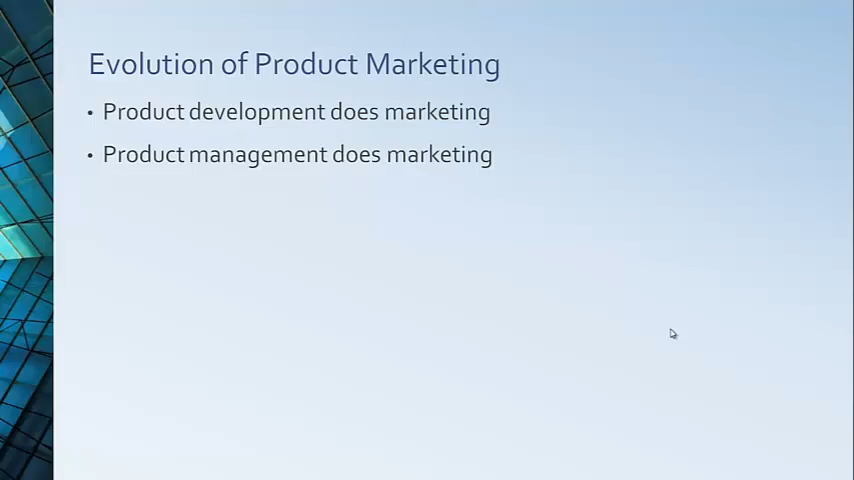 Evolution of Product Marketing
• Product development does marketing
• Product management does marketing